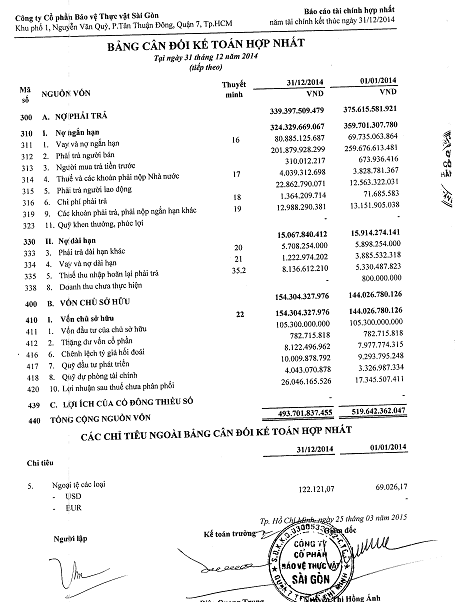 Công ty Cổ Phần Bảo vệ Thực vật Sài Gòn Báo cáo tài chính hợp nhất
Khu phố 1, Nguyễn Văn Quỳ, P.Tân Thuận Đông, Quận 7, Tp.HCM năm tài chính kết thúc ngày 31/12/2014
BẢNG CÂN ĐỐI KẾ TOÁN HỢP NHẤT
Tại ngày 31 tháng 12 năm 2014
(tiếp theo)
Mã số NGUỒN VỐN Thuyết minh 31/12/2014 VND 01/01/2014 VND
300 A. NỢ PHẢI TRẢ 339.397.509.479 375.615.581.921
310 I. Nợ ngắn hạn 324.329.669.067 359.701.307.780
311 1. Vay và nợ ngắn hạn 16 80.885.125.687 69.735.063.864
312 2. Phải trả người bán 201.879.928.299 259.676.613.481
313 3. Người mua trả tiền trước 310.012.217 673.936.416
314 4. Thuế và các khoản phải nộp Nhà nước 17 4.039.312.698 3.828.781.367
315 5. Phải trả người lao động 22.862.790.071 12.563.322.031
316 6. Chi phí phải trả 18 1.364.209.714 71.685.583
319 9. Các khoản phải trả, phải nộp ngắn hạn khác 19 12.988.290.381 13.151.905.038
323 11. Quỹ khen thưởng, phúc lợi - -
330 II. Nợ dài hạn 15.067.840.412 15.914.274.141
333 3. Phải trả dài hạn khác 20 5.708.254.000 5.898.254.000
334 4. Vay và nợ dài hạn 21 1.222.974.202 3.885.532.318
335 5. Thuế thu nhập hoãn lại phải trả 35.2 8.136.612.210 5.330.487.823
338 8. Doanh thu chưa thực hiện - 800.000.000
400 B. VỐN CHỦ SỞ HỮU 154.304.327.976 144.026.780.126
410 I. Vốn chủ sở hữu 22 154.304.327.976 144.026.780.126
411 1. Vốn đầu tư của chủ sở hữu 105.300.000.000 105.300.000.000
412 2. Thặng dư vốn cổ phần 782.715.818 782.715.818
416 6. Chênh lệch tỷ giá hối đoái 8.122.496.962 7.977.774.315
417 7. Quỹ đầu tư phát triển 10.009.878.792 9.293.795.248
418 8. Quỹ dự phòng tài chính 4.043.070.878 3.326.987.334
420 10. Lợi nhuận sau thuế chưa phân phối 26.046.165.526 17.345.507.411
439 C. LỢI ÍCH CỦA CỔ ĐÔNG THIỂU SỐ - -
440 TỔNG CỘNG NGUỒN VỐN 493.701.837.455 519.642.362.047
CÁC CHỈ TIÊU NGOÀI BẢNG CÂN ĐỐI KẾ TOÁN HỢP NHẤT
Chỉ tiêu 31/12/2014 01/01/2014
5. Ngoại tệ các loại
- USD 122.121,07 69.026,17
- EUR
Tp. Hồ Chí Minh, ngày 25 tháng 03 năm 2015
Người lập Kế toán trưởng Giám đốc
CÔNG TY
CỔ PHẦN
BẢO VỆ THỰC VẬT
SÀI GÒN
Quang Trung Thị Hồng Ánh